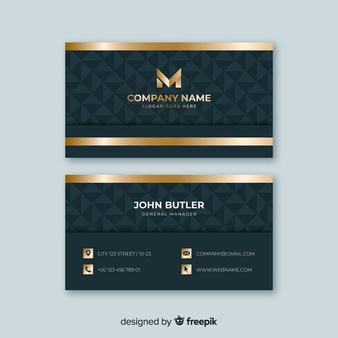 M
COMPANY NAME
SLOGAN GOES HERE
JOHN BUTLER
GENERAL MANAGER
CITY 123 STREET / 10-23
COMPANY@GMAIL.COM
+00 123 456 789 01
WWW.WEBNAME.COM
designed by freepik